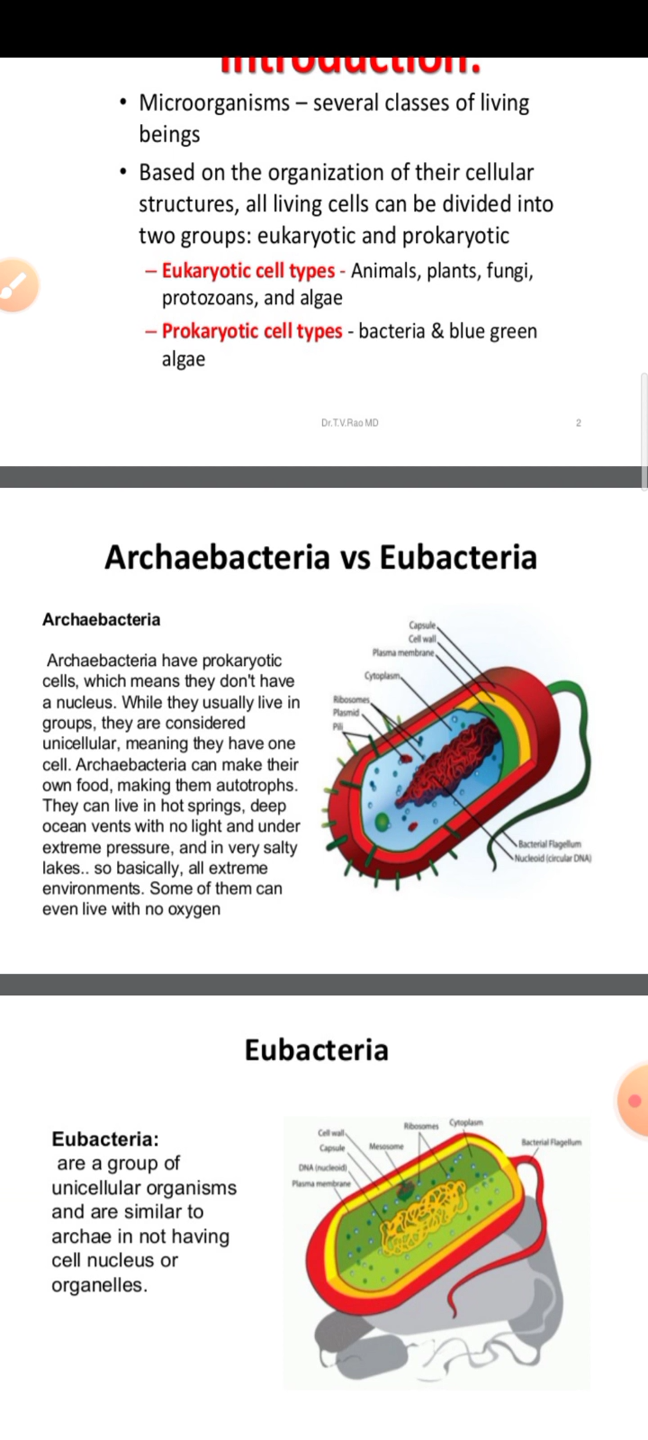 Introduction:
• Microorganisms – several classes of living
beings
• Based on the organization of their cellular
structures, all living cells can be divided into
two groups: eukaryotic and prokaryotic
– Eukaryotic cell types - Animals, plants, fungi,
protozoans, and algae
– Prokaryotic cell types - bacteria & blue green
algae
Dr.T.V.Rao MD
2
Archaebacteria vs Eubacteria
Archaebacteria
Archaebacteria have prokaryotic
cells, which means they don't have
a nucleus. While they usually live in
groups, they are considered
unicellular, meaning they have one
cell. Archaebacteria can make their
own food, making them autotrophs.
They can live in hot springs, deep
ocean vents with no light and under
extreme pressure, and in very salty
lakes.. so basically, all extreme
environments. Some of them can
even live with no oxygen
Capsule
Cell wall
Plasma membrane
Cytoplasm
Ribosomes
Plasmid
Pili
Bacterial Flagellum
Nucleoid (circular DNA)
Eubacteria
Eubacteria:
are a group of
unicellular organisms
and are similar to
archae in not having
cell nucleus or
organelles.
Cell wall
Capsule
DNA (nucleoid)
Plasma membrane
Mesosome
Ribosomes
Cytoplasm
Bacterial Flagellum